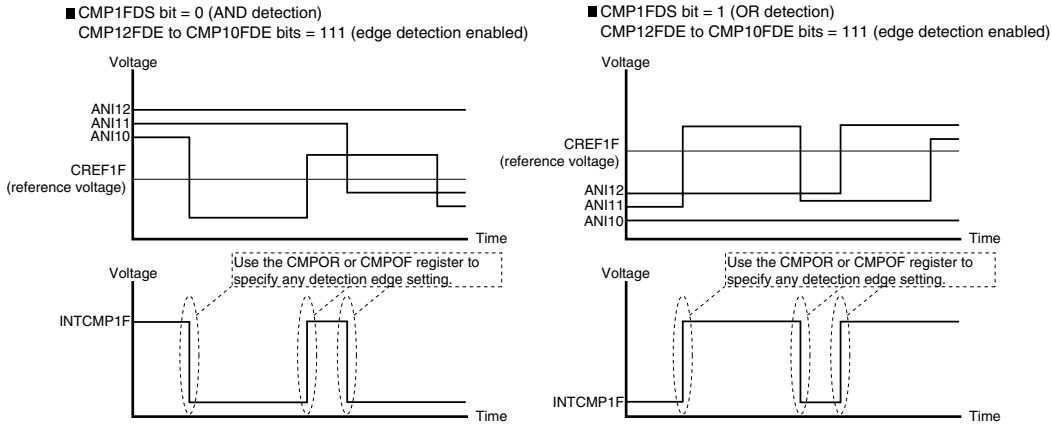 ■ CMP1FDS bit = 0 (AND detection)
CMP12FDE to CMP10FDE bits = 111 (edge detection enabled)
Voltage
ANI12
ANI11
ANI10
CREF1F
(reference voltage)
Time
Voltage
Use the CMPOR or CMPOF register to
specify any detection edge setting.
INTCMP1F
Time
■ CMP1FDS bit = 1 (OR detection)
CMP12FDE to CMP10FDE bits = 111 (edge detection enabled)
Voltage
CREF1F
(reference voltage)
ANI12
ANI11
ANI10
Time
Voltage
Use the CMPOR or CMPOF register to
specify any detection edge setting.
INTCMP1F
Time